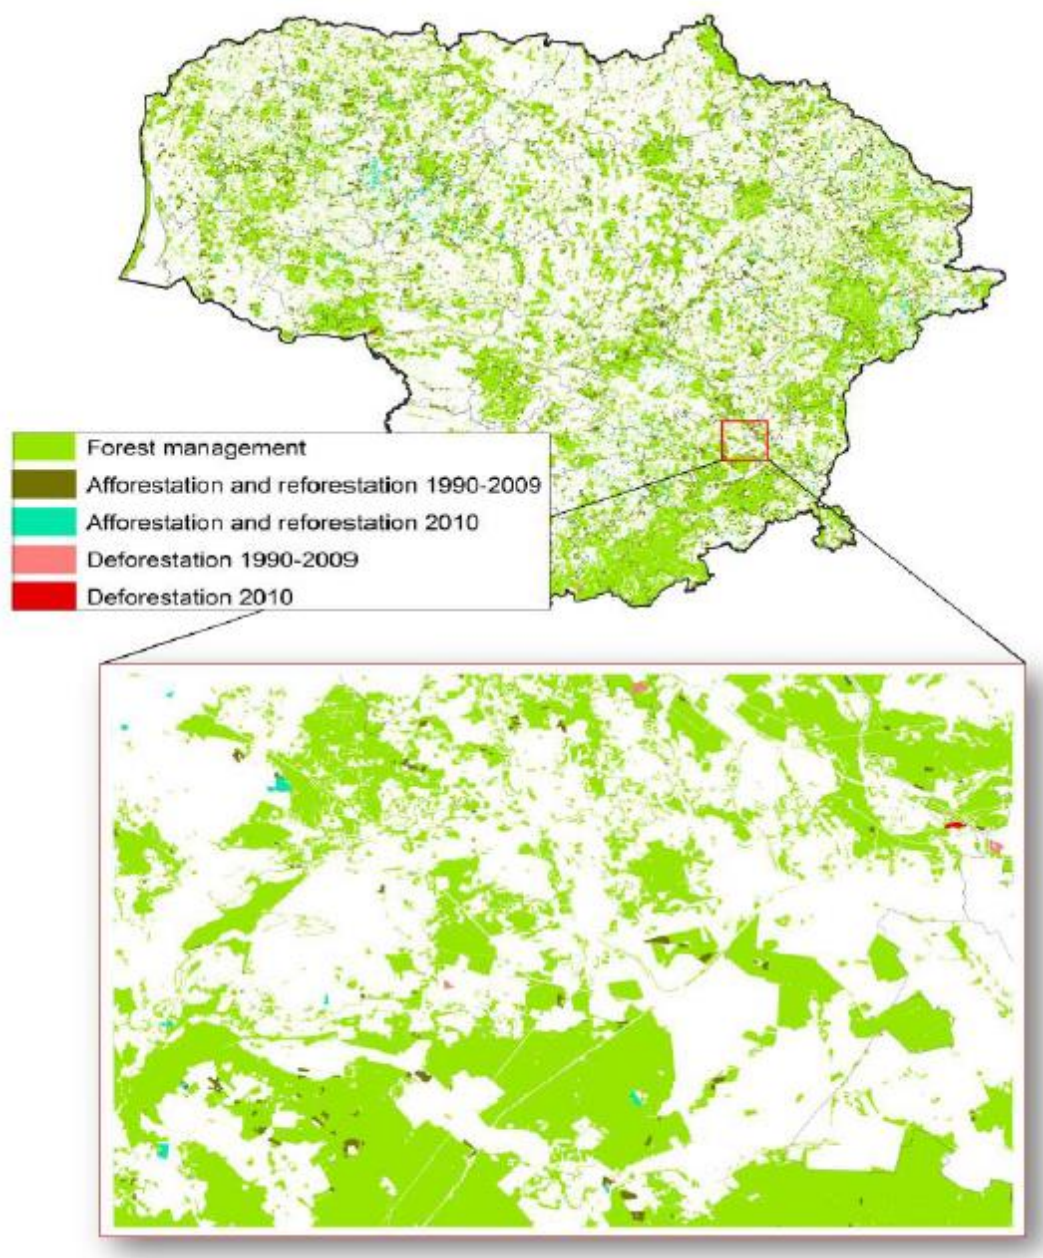 Forest management
Afforestation and reforestation 1990-2009
Afforestation and reforestation 2010
Deforestation 1990-2009
Deforestation 2010